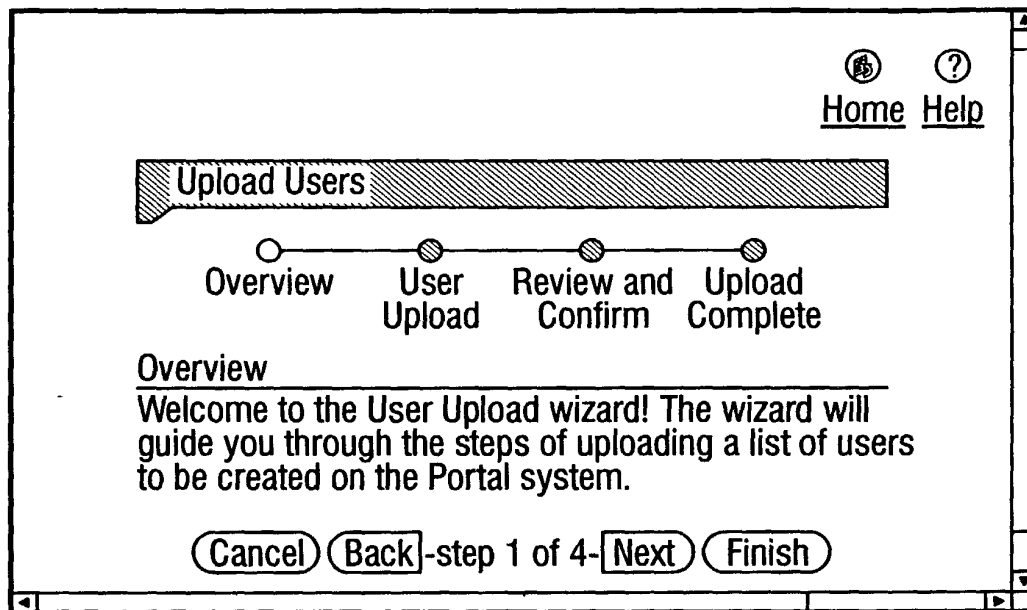 Home Help
Upload Users
Overview User Review and Upload
Upload Confirm Complete
Overview
Welcome to the User Upload wizard! The wizard will
guide you through the steps of uploading a list of users
to be created on the Portal system.
Cancel Back -step 1 of 4- Next Finish